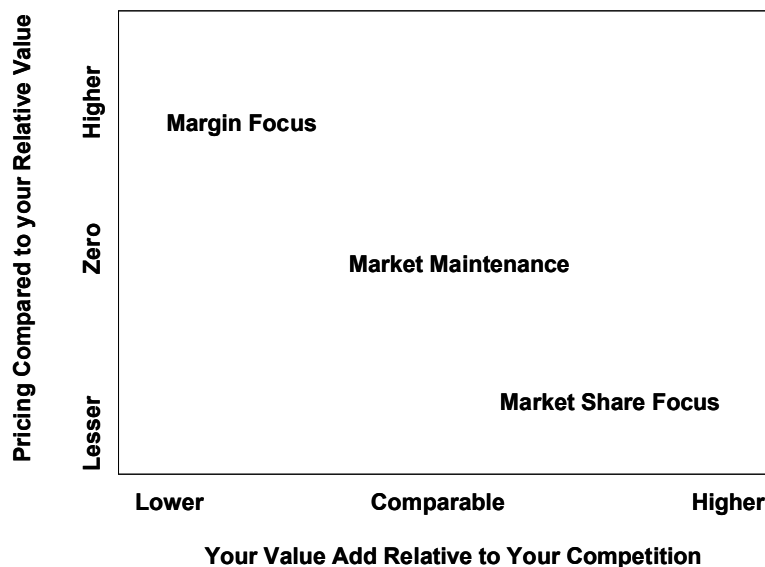 Pricing Compared to your Relative Value
Higher
Zero
Lesser
Margin Focus
Market Maintenance
Market Share Focus
Lower
Comparable
Higher
Your Value Add Relative to Your Competition